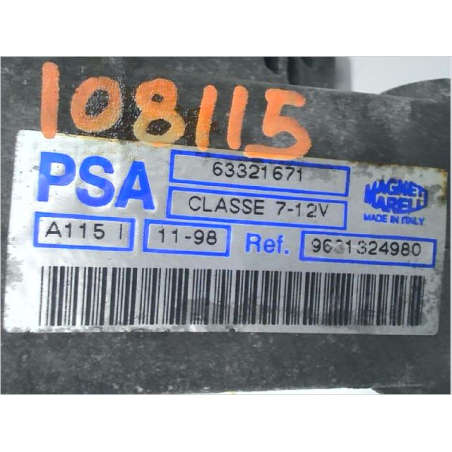 108115
PSA
63321671
CLASSE 7-12V
MAGNETI
MARELLI
MADE IN ITALY
A115 I
11-98
Ref.
9631324980